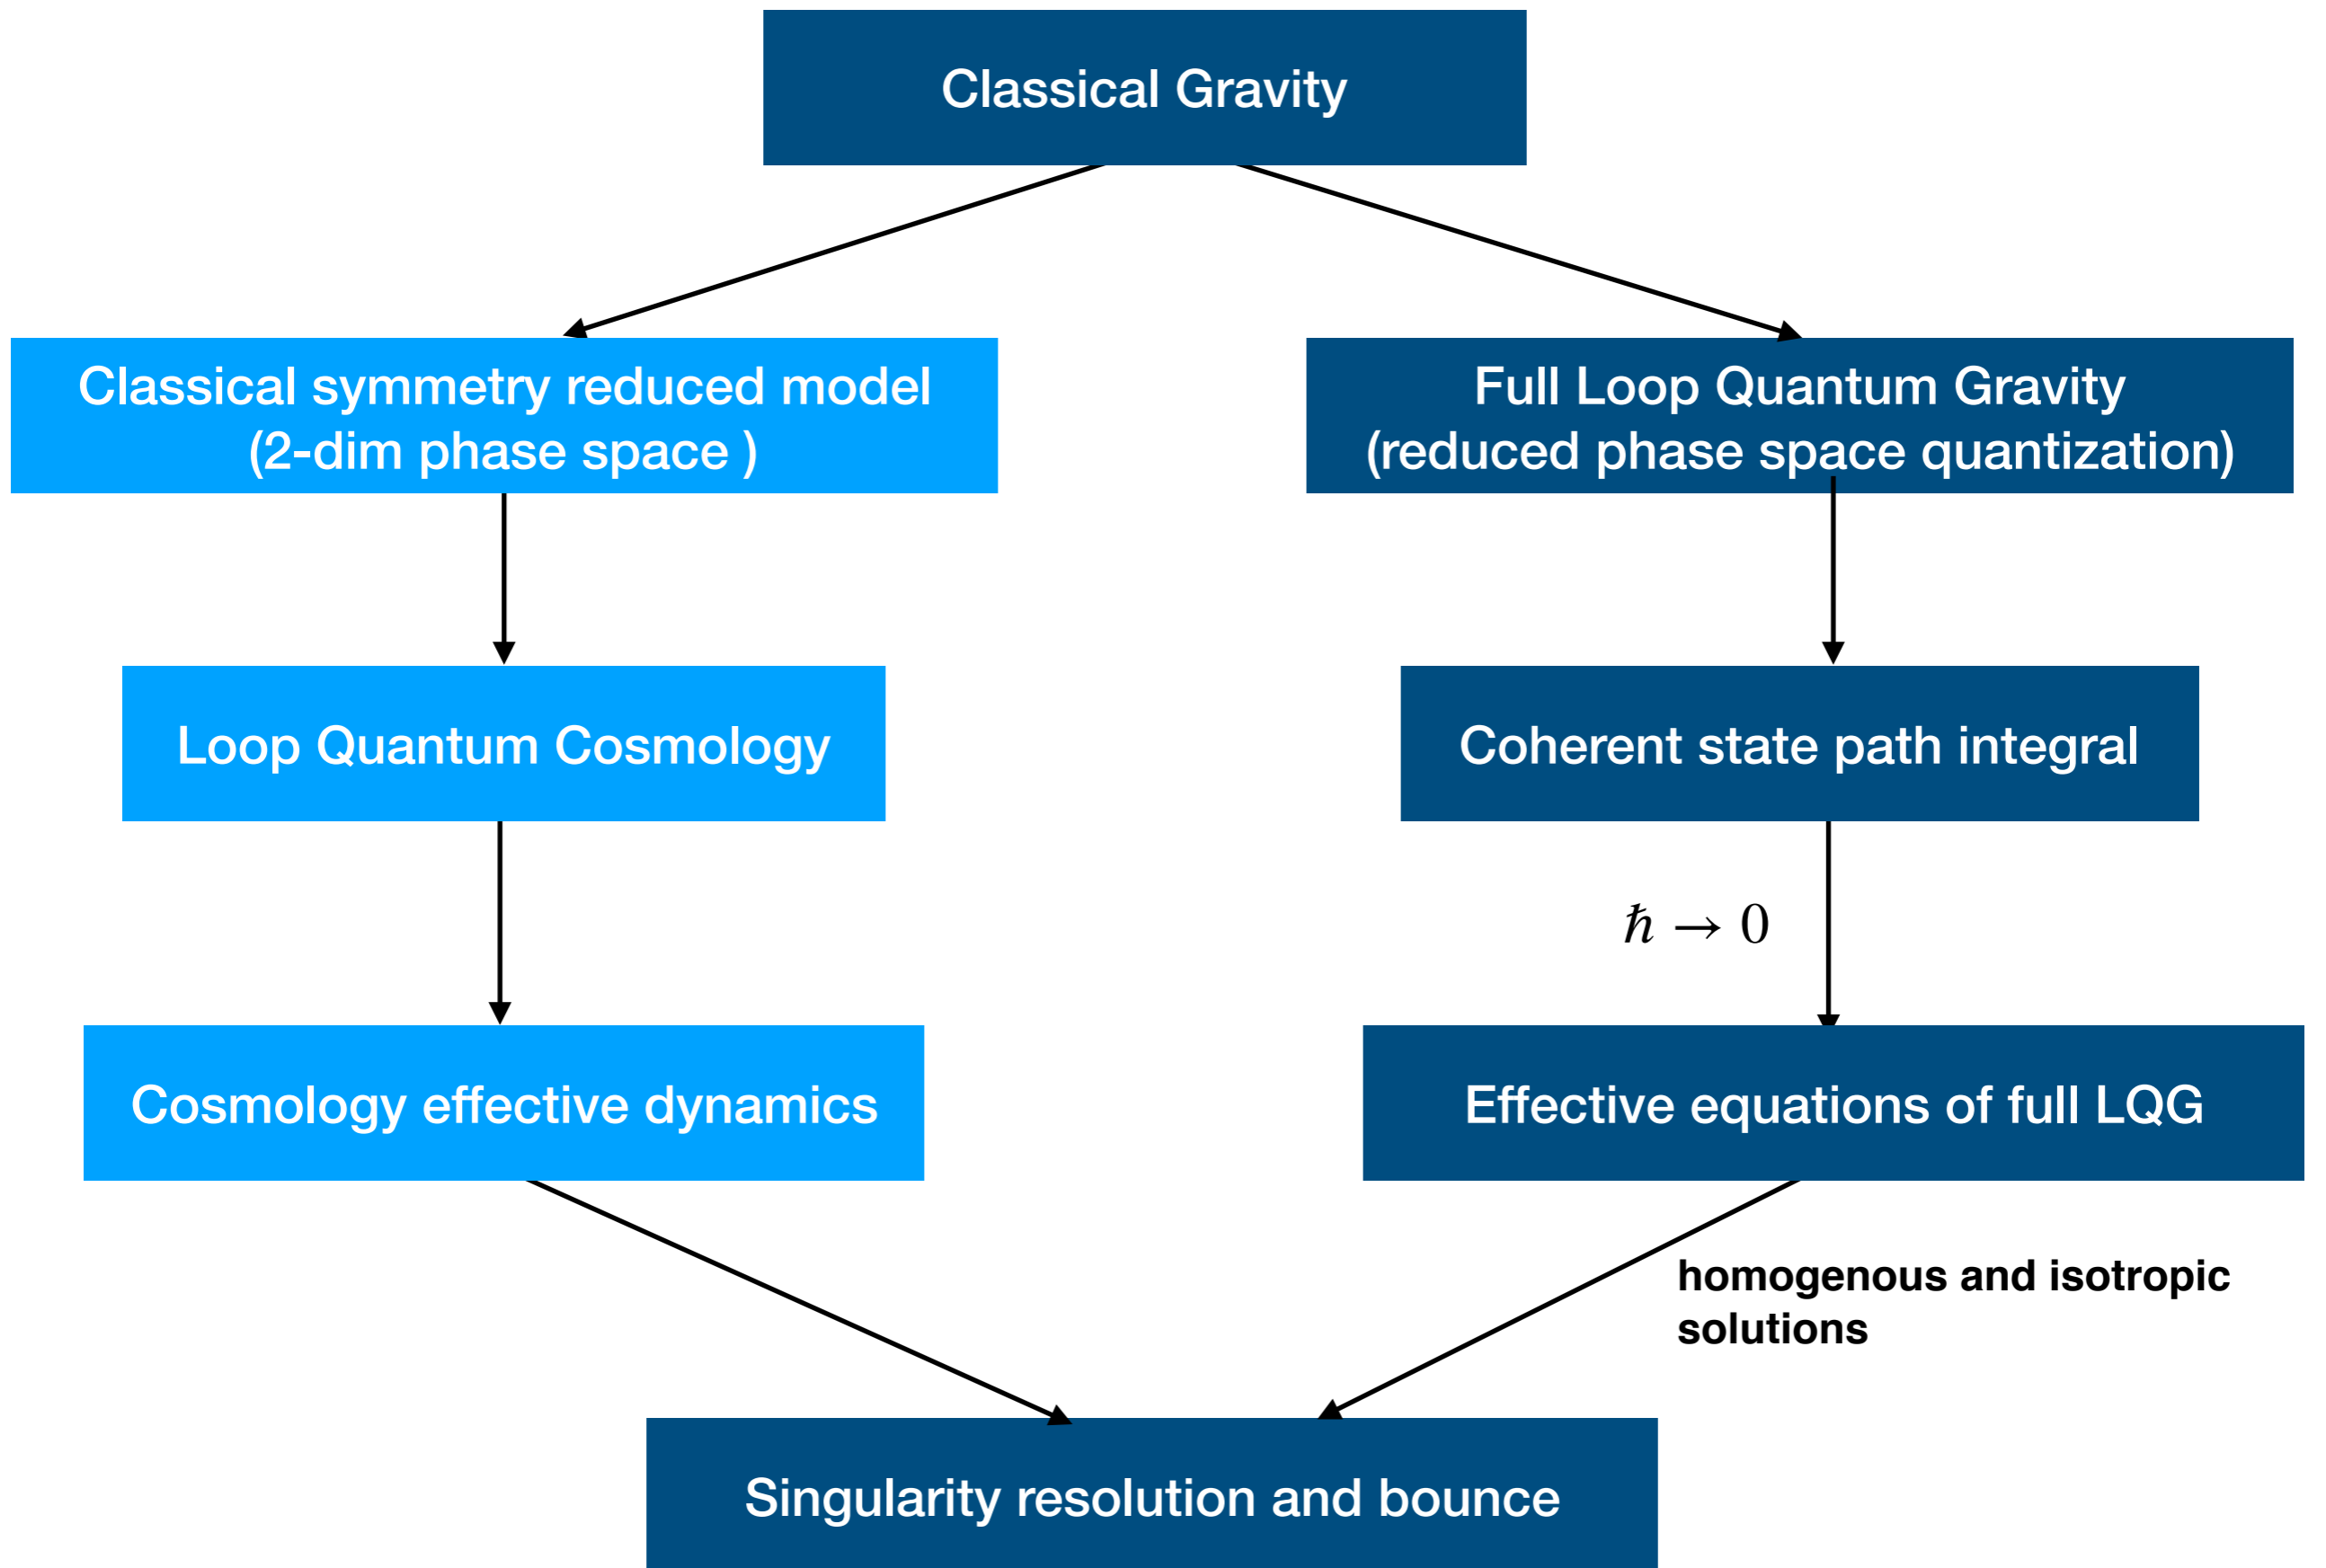 Classical Gravity
Classical symmetry reduced model
(2-dim phase space )
Full Loop Quantum Gravity
(reduced phase space quantization)
Loop Quantum Cosmology
Coherent state path integral
ℏ → 0
Cosmology effective dynamics
Effective equations of full LQG
homogenous and isotropic
solutions
Singularity resolution and bounce